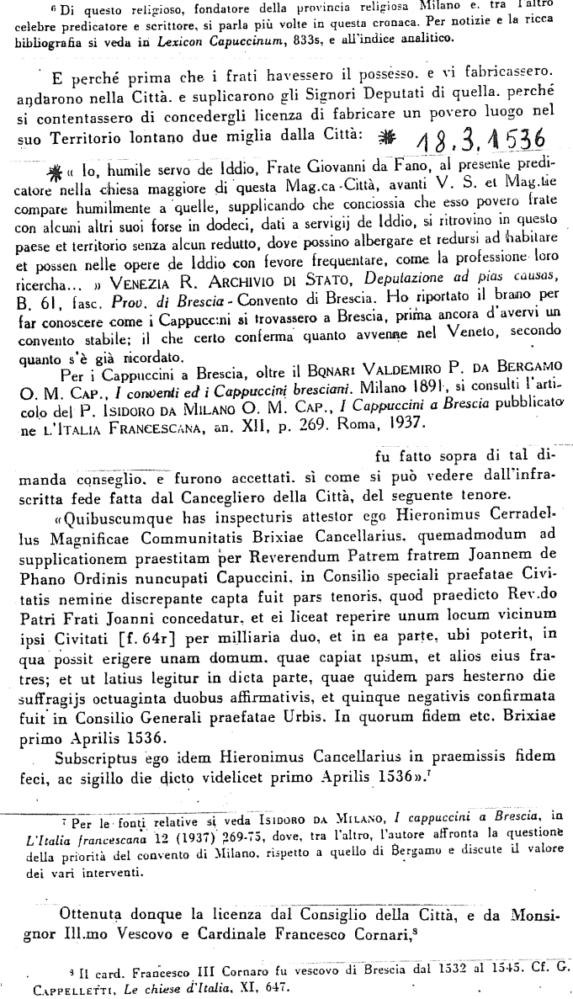 ⁶ Di questo religioso, fondatore della provincia religiosa Milano e. tra l'altro
celebre predicatore e scrittore, si parla più volte in questa cronaca. Per notizie e la ricca
bibliografia si veda in Lexicon Capuccinum, 833s, e all'indice analitico.
E perché prima che i frati havessero il possesso. e vi fabricassero.
andarono nella Città. e suplicarono gli Signori Deputati di quella. perché
si contentassero di concedergli licenza di fabricare un povero luogo nel
suo Territorio lontano due miglia dalla Città: * 18.3.1536
* « Io, humile servo de Iddio, Frate Giovanni da Fano, al presente predi-
catore nella chiesa maggiore di questa Mag.ca Città, avanti V. S. et Mag.tie
compare humilmente a quelle, supplicando che conciossia che esso povero frate
con alcuni altri suoi forse in dodeci, dati a servigij de Iddio, si ritrovino in questo
paese et territorio senza alcun redutto, dove possino albergare et redursi ad habitare
et possen nelle opere de Iddio con fevore frequentare, come la professione loro
ricercha... » VENEZIA R. ARCHIVIO DI STATO, Deputazione ad pias causas,
B. 61, fasc. Prov. di Brescia - Convento di Brescia. Ho riportato il brano per
far conoscere come i Cappuccini si trovassero a Brescia, prima ancora d'avervi un
convento stabile; il che certo conferma quanto avvenne nel Veneto, secondo
quanto s'è già ricordato.
Per i Cappuccini a Brescia, oltre il BONARI VALDEMIRO P. DA BERGAMO
O. M. CAP., I conventi ed i Cappuccini bresciani. Milano 1891, si consulti l'arti-
colo del P. ISIDORO DA MILANO O. M. CAP., I Cappuccini a Brescia pubblicato
ne L'ITALIA FRANCESCANA, an. XII, p. 269. Roma, 1937.
fu fatto sopra di tal di-
manda conseglio. e furono accettati. sì come si può vedere dall'infra-
scritta fede fatta dal Cancegliero della Città, del seguente tenore.
«Quibuscumque has inspecturis attestor ego Hieronimus Cerradel-
lus Magnificae Communitatis Brixiae Cancellarius. quemadmodum ad
supplicationem praestitam per Reverendum Patrem fratrem Joannem de
Phano Ordinis nuncupati Capuccini. in Consilio speciali praefatae Civi-
tatis nemine discrepante capta fuit pars tenoris, quod praedicto Rev.do
Patri Frati Joanni concedatur, et ei liceat reperire unum locum vicinum
ipsi Civitati [f. 64r] per milliaria duo, et in ea parte, ubi poterit, in
qua possit erigere unam domum. quae capiat ipsum, et alios eius fra-
tres; et ut latius legitur in dicta parte, quae quidem pars hesterno die
suffragijs octuaginta duobus affirmativis, et quinque negativis confirmata
fuit in Consilio Generali praefatae Urbis. In quorum fidem etc. Brixiae
primo Aprilis 1536.
Subscriptus ego idem Hieronimus Cancellarius in praemissis fidem
feci, ac sigillo die dicto videlicet primo Aprilis 1536».⁷
⁷ Per le fonti relative si veda ISIDORO DA MILANO, I cappuccini a Brescia, in
L'Italia francescana 12 (1937) 269-75, dove, tra l'altro, l'autore affronta la questione
della priorità del convento di Milano. rispetto a quello di Bergamo e discute il valore
dei vari interventi.
Ottenuta donque la licenza dal Consiglio della Città, e da Monsi-
gnor Ill.mo Vescovo e Cardinale Francesco Cornari,⁸
⁸ Il card. Francesco III Cornaro fu vescovo di Brescia dal 1532 al 1545. Cf. G.
CAPPELLETTI, Le chiese d'Italia, XI, 647.